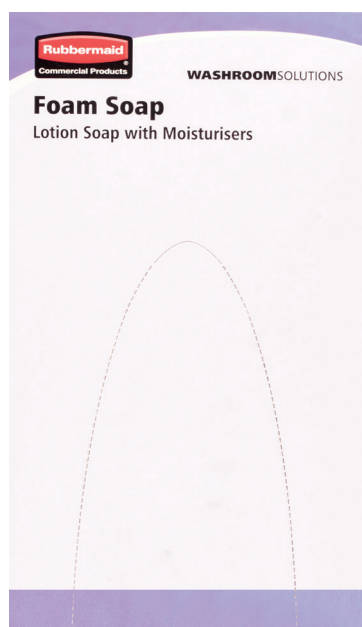 Rubbermaid
Commercial Products
®
WASHROOMSOLUTIONS
Foam Soap
Lotion Soap with Moisturisers